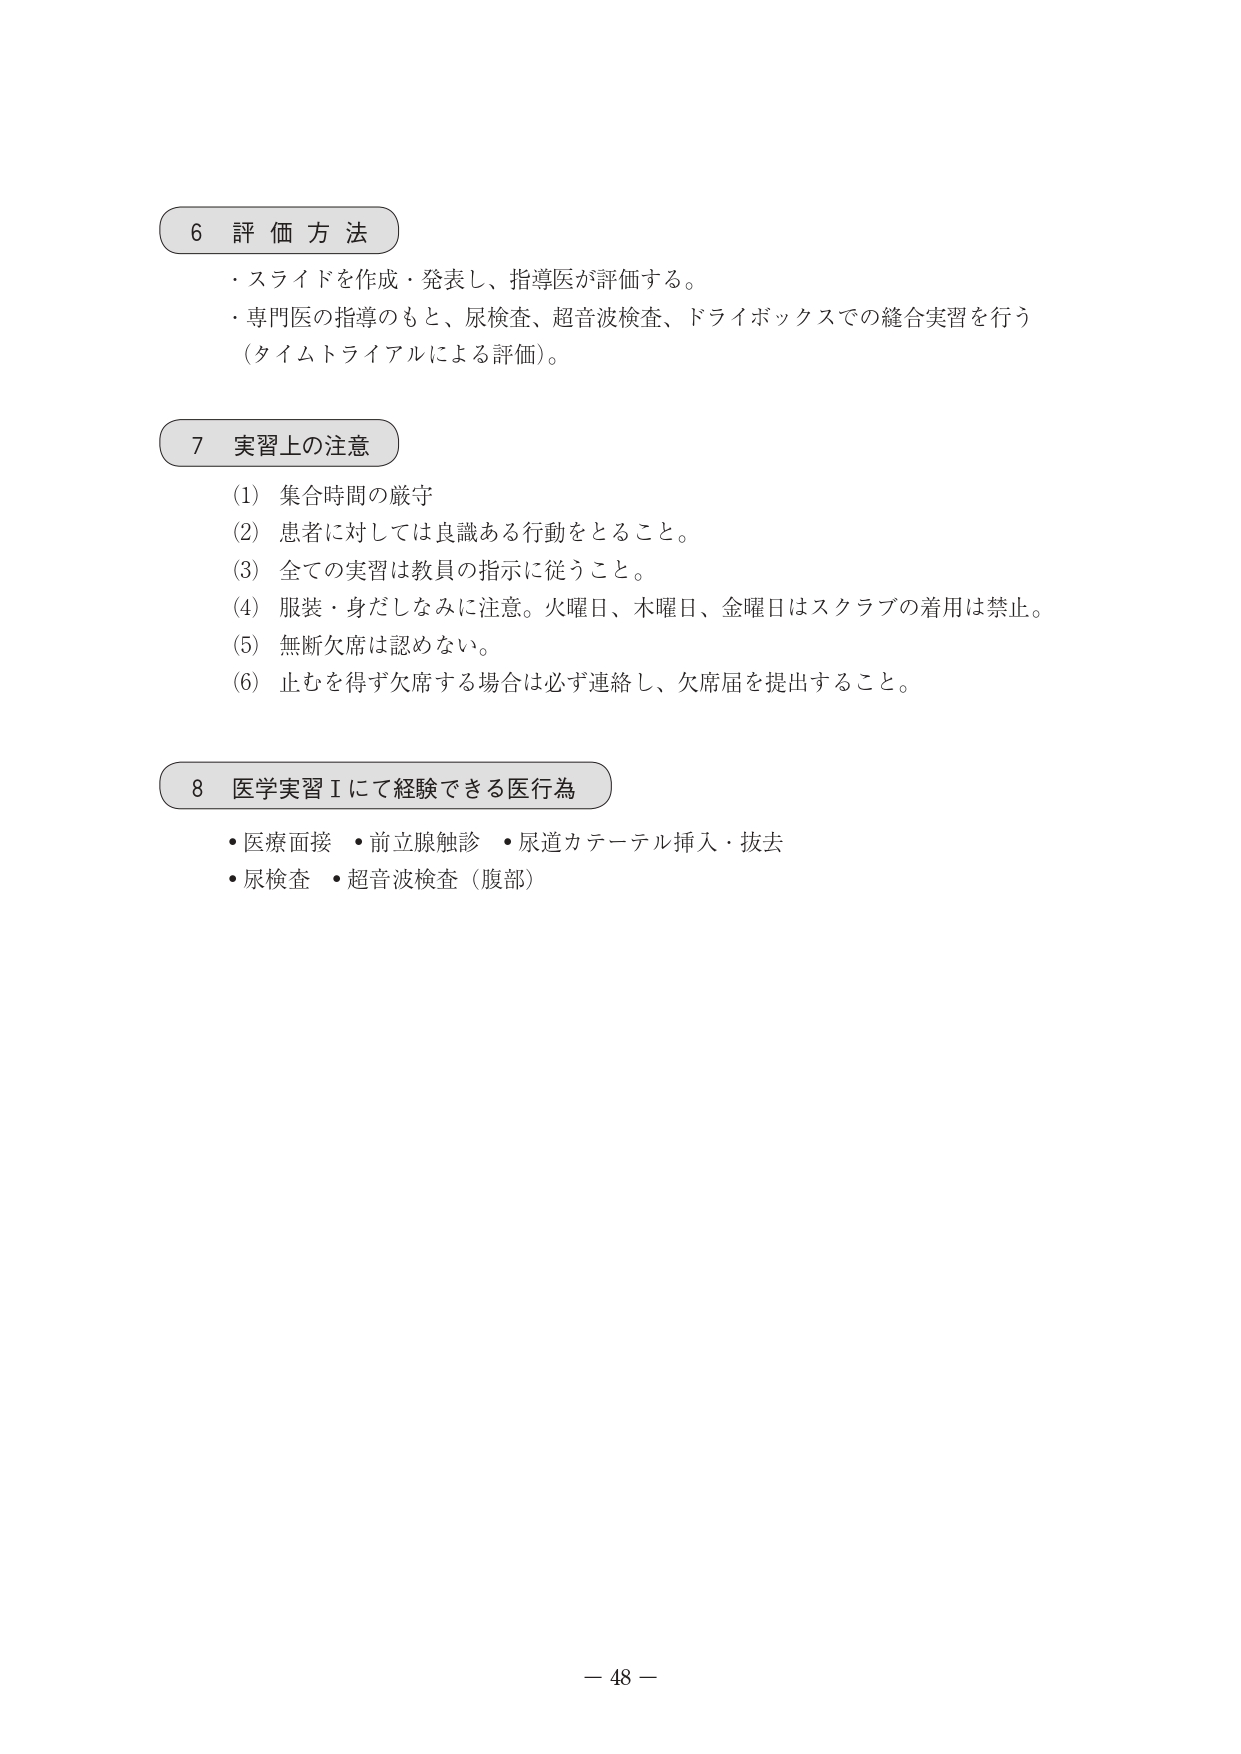 6 評価方法
・スライドを作成・発表し、指導医が評価する。
・専門医の指導のもと、尿検査、超音波検査、ドライボックスでの縫合実習を行う
（タイムトライアルによる評価）。
7 実習上の注意
(1) 集合時間の厳守
(2) 患者に対しては良識ある行動をとること。
(3) 全ての実習は教員の指示に従うこと。
(4) 服装・身だしなみに注意。火曜日、木曜日、金曜日はスクラブの着用は禁止。
(5) 無断欠席は認めない。
(6) 止むを得ず欠席する場合は必ず連絡し、欠席届を提出すること。
8 医学実習Ⅰにて経験できる医行為
•医療面接 •前立腺触診 •尿道カテーテル挿入・抜去
•尿検査 •超音波検査（腹部）
― 48 ―